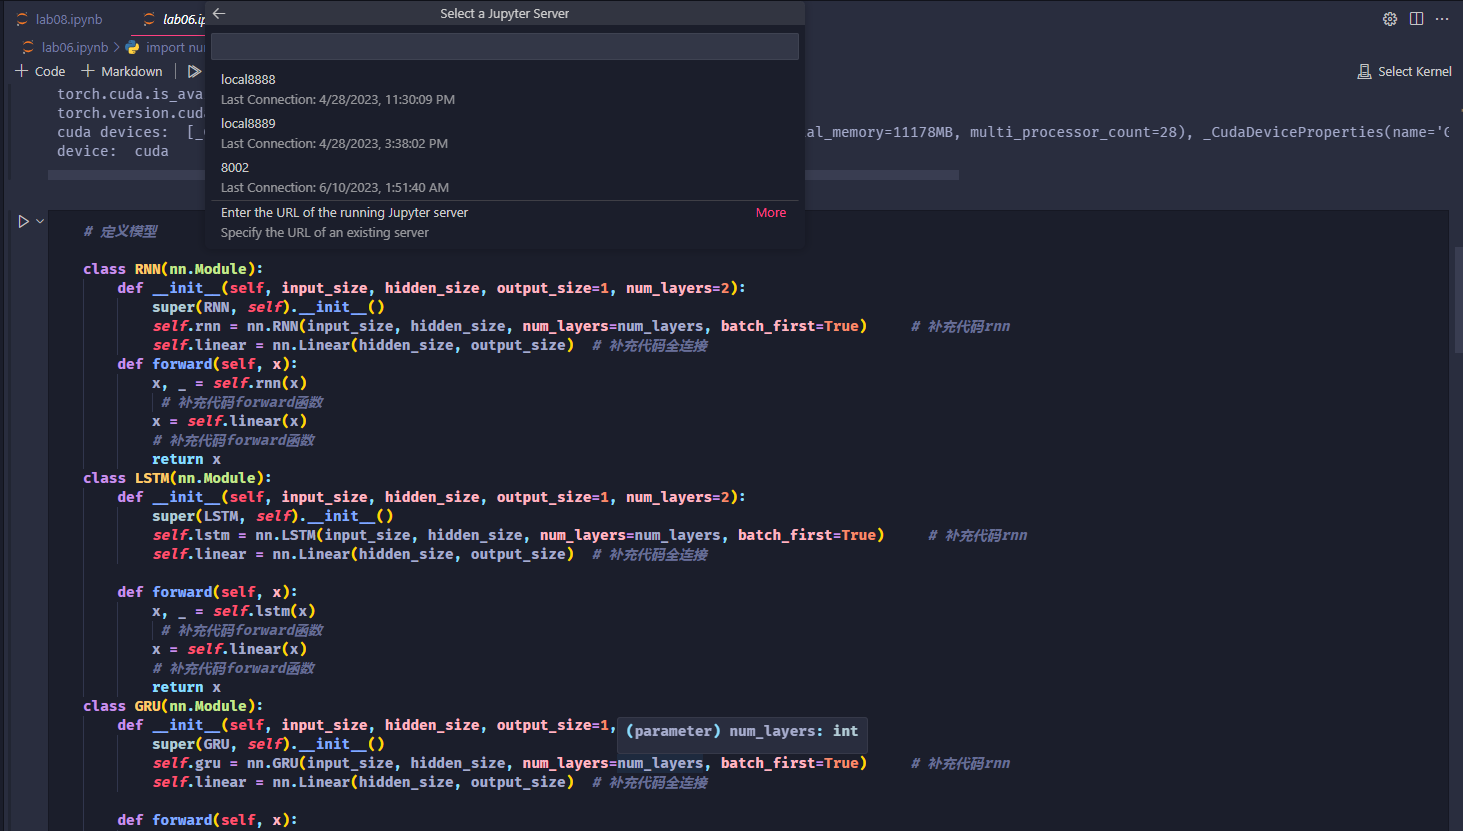 lab08.ipynb
lab06.ip
Select a Jupyter Server
lab06.ipynb > import nu
+ Code + Markdown
Select Kernel
local8888
Last Connection: 4/28/2023, 11:30:09 PM
local8889
Last Connection: 4/28/2023, 3:38:02 PM
8002
Last Connection: 6/10/2023, 1:51:40 AM
Enter the URL of the running Jupyter server More
Specify the URL of an existing server
torch.cuda.is_ava
torch.version.cud
cuda devices: [_ al_memory=11178MB, multi_processor_count=28), _CudaDeviceProperties(name='G
device: cuda
# 定义模型
class RNN(nn.Module):
def __init__(self, input_size, hidden_size, output_size=1, num_layers=2):
super(RNN, self).__init__()
self.rnn = nn.RNN(input_size, hidden_size, num_layers=num_layers, batch_first=True) # 补充代码rnn
self.linear = nn.Linear(hidden_size, output_size) # 补充代码全连接
def forward(self, x):
x, _ = self.rnn(x)
# 补充代码forward函数
x = self.linear(x)
# 补充代码forward函数
return x
class LSTM(nn.Module):
def __init__(self, input_size, hidden_size, output_size=1, num_layers=2):
super(LSTM, self).__init__()
self.lstm = nn.LSTM(input_size, hidden_size, num_layers=num_layers, batch_first=True) # 补充代码rnn
self.linear = nn.Linear(hidden_size, output_size) # 补充代码全连接
def forward(self, x):
x, _ = self.lstm(x)
# 补充代码forward函数
x = self.linear(x)
# 补充代码forward函数
return x
class GRU(nn.Module):
def __init__(self, input_size, hidden_size, output_size=1,
(parameter) num_layers: int
super(GRU, self).__init__()
self.gru = nn.GRU(input_size, hidden_size, num_layers=num_layers, batch_first=True) # 补充代码rnn
self.linear = nn.Linear(hidden_size, output_size) # 补充代码全连接
def forward(self, x):